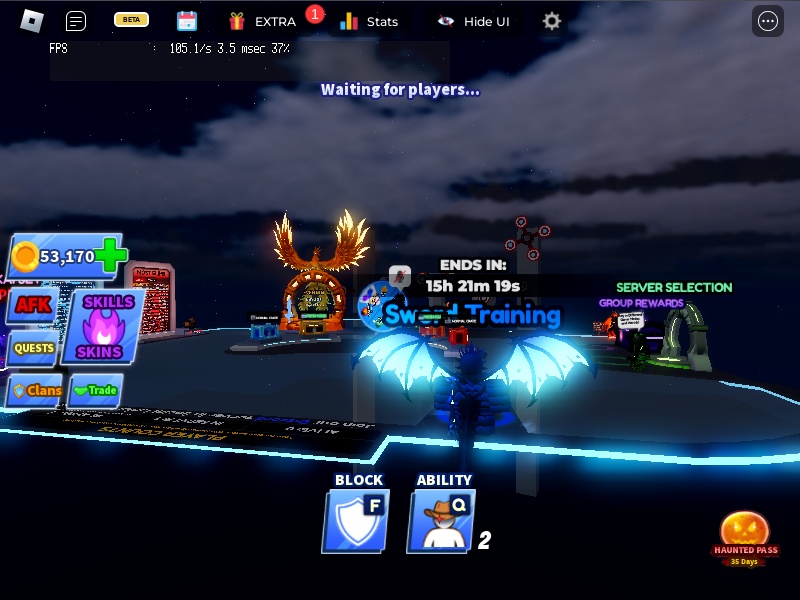 BETA
EXTRA
1
Stats
Hide UI
FPS : 105.1/s 3.5 msec 37%
Waiting for players...
ENDS IN:
15h 21m 19s
53,170
SERVER SELECTION
GROUP REWARDS
AFK
SKILLS
SKINS
Training
QUESTS
Clans
Trade
PLAYER COUNTS
BLOCK
ABILITY
F
Q
2
HAUNTED PASS
35 Days